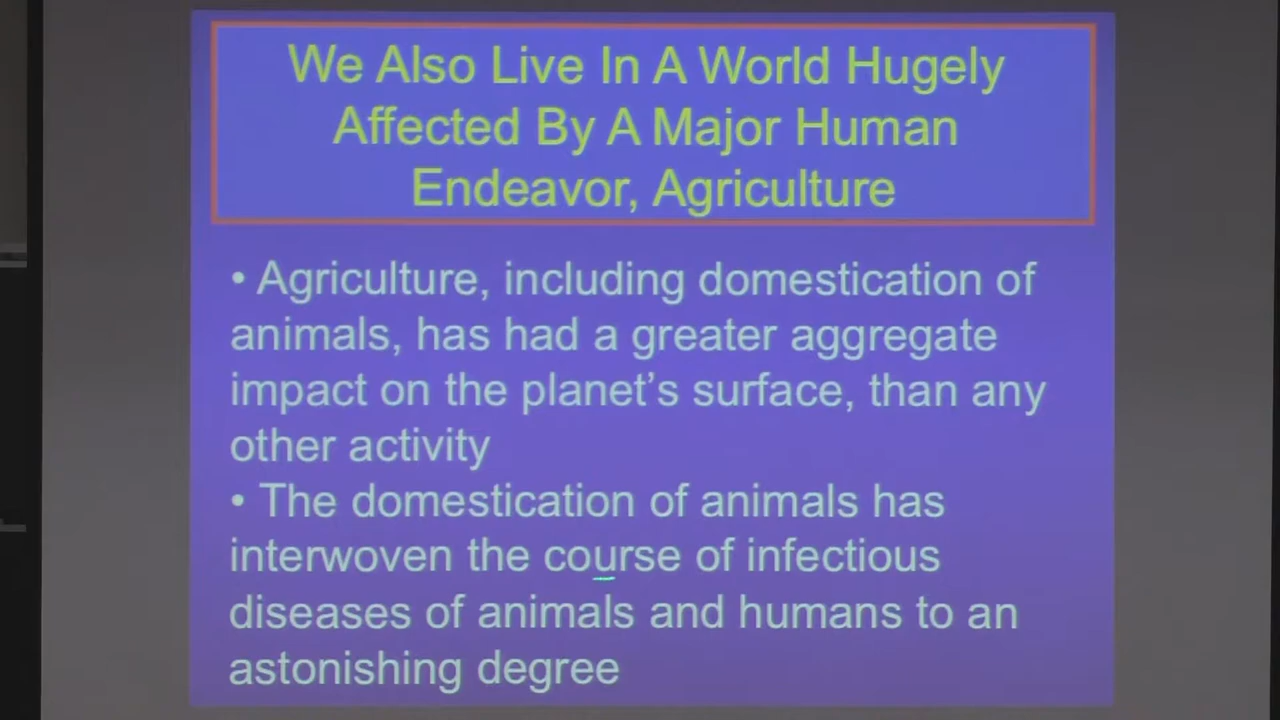 We Also Live In A World Hugely
Affected By A Major Human
Endeavor, Agriculture
• Agriculture, including domestication of
animals, has had a greater aggregate
impact on the planet’s surface, than any
other activity
• The domestication of animals has
interwoven the course of infectious
diseases of animals and humans to an
astonishing degree